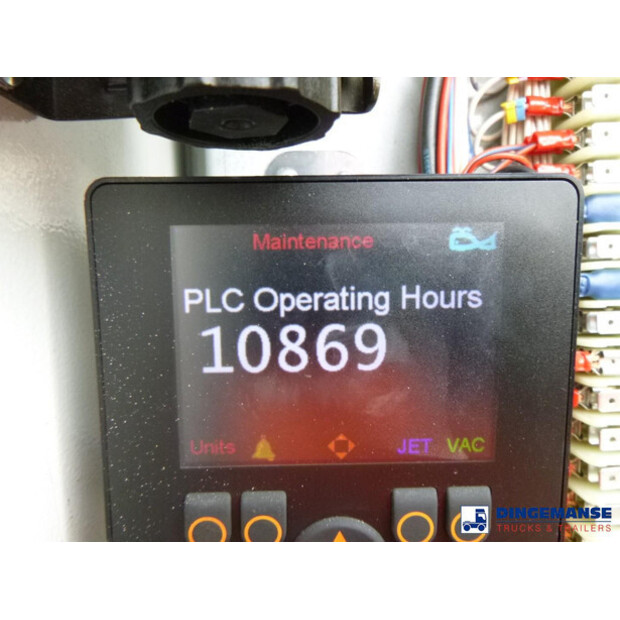 Maintenance
PLC Operating Hours
10869
Units JET VAC
DINGEMANSE
TRUCKS & TRAILERS